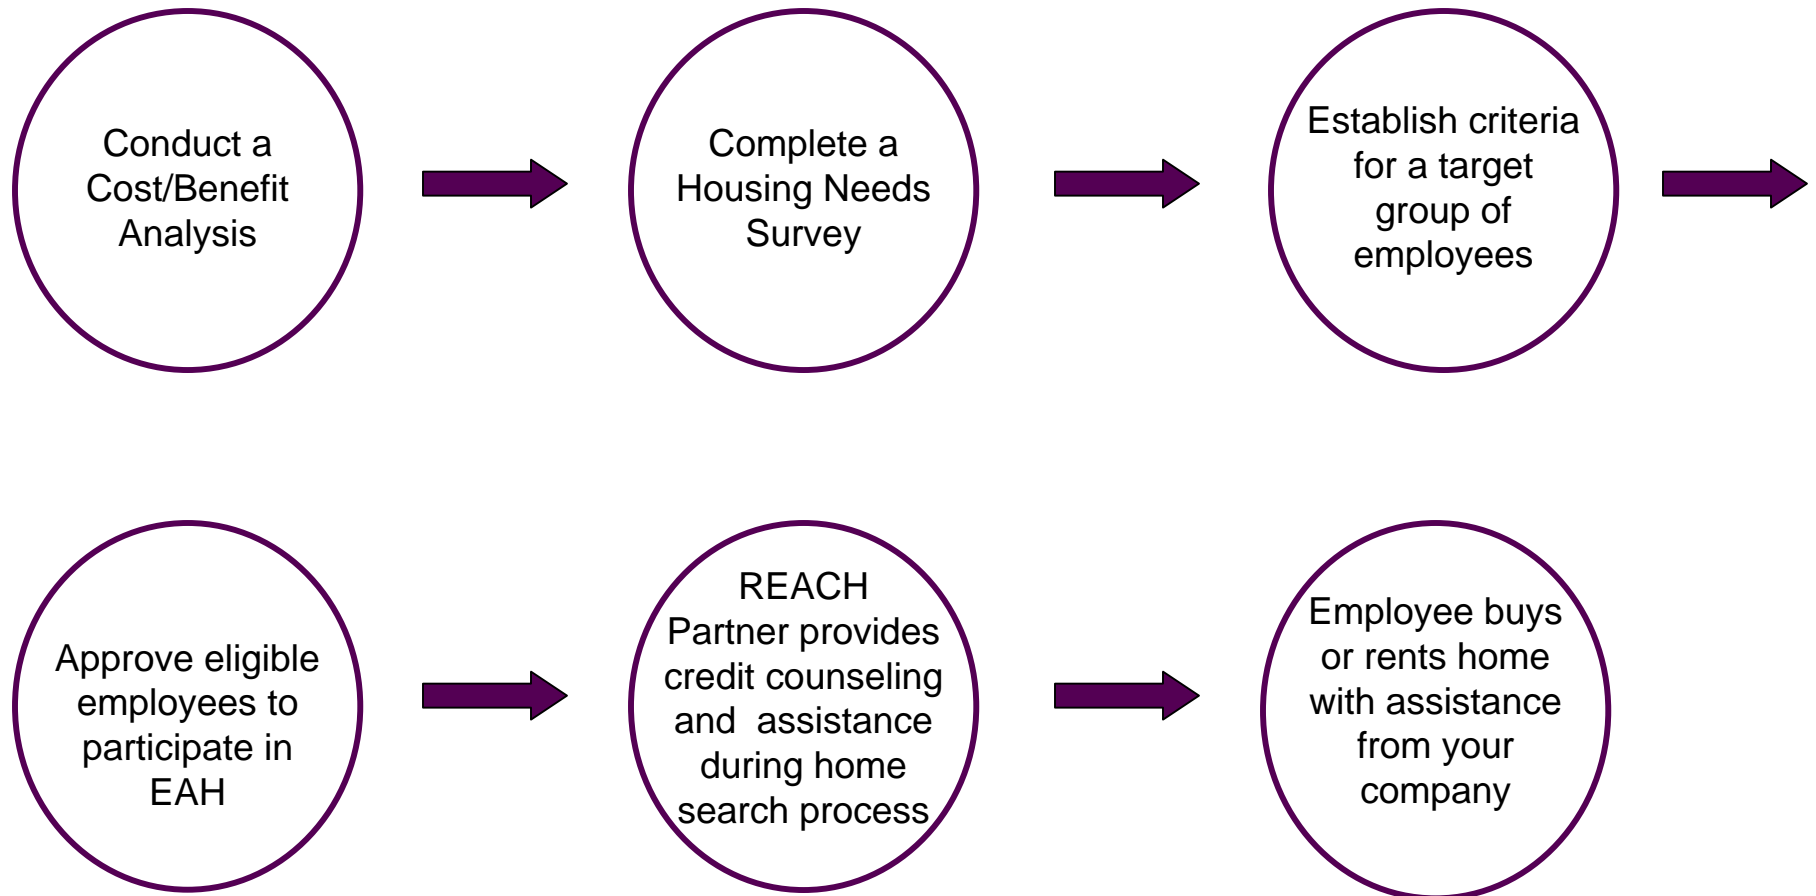 Conduct a
Cost/Benefit
Analysis
Complete a
Housing Needs
Survey
Establish criteria
for a target
group of
employees
Approve eligible
employees to
participate in
EAH
REACH
Partner provides
credit counseling
and  assistance
during home
search process
Employee buys
or rents home
with assistance
from your
company